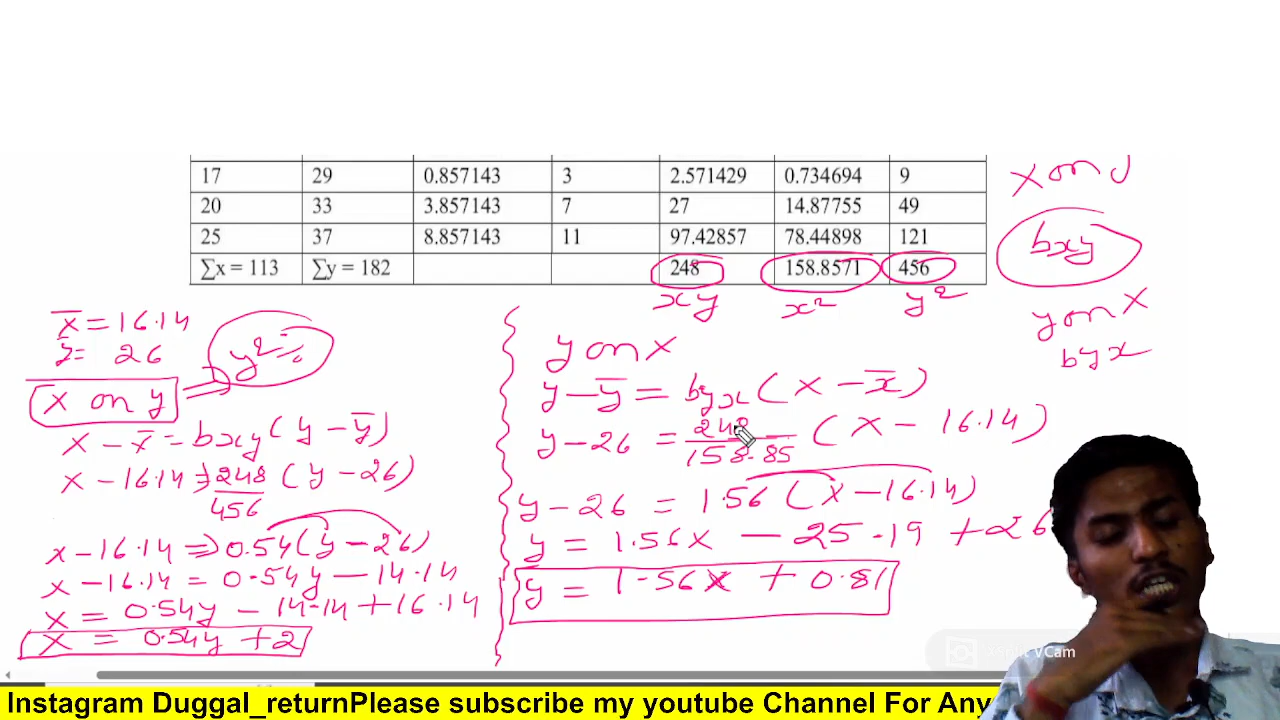 17 29 0.857143 3 2.571429 0.734694 9
20 33 3.857143 7 27 14.87755 49
25 37 8.857143 11 97.42857 78.44898 121
∑x = 113 ∑y = 182 248 158.8571 456
xy x² y²
x on y
bxy
y on x
byx
x̄ = 16.14
ȳ = 26
y²
x on y
x - x̄ = bxy (y - ȳ)
x - 16.14 = 248/456 (y - 26)
x - 16.14 => 0.54 (y - 26)
x - 16.14 = 0.54y - 14.14
x = 0.54y - 14.14 + 16.14
x = 0.54y + 2
y on x
y - ȳ = byx (x - x̄)
y - 26 = 248/158.85 (x - 16.14)
y - 26 = 1.56 (x - 16.14)
y = 1.56x - 25.19 + 26
y = 1.56x + 0.81
VCam
Instagram Duggal_returnPlease subscribe my youtube Channel For Any